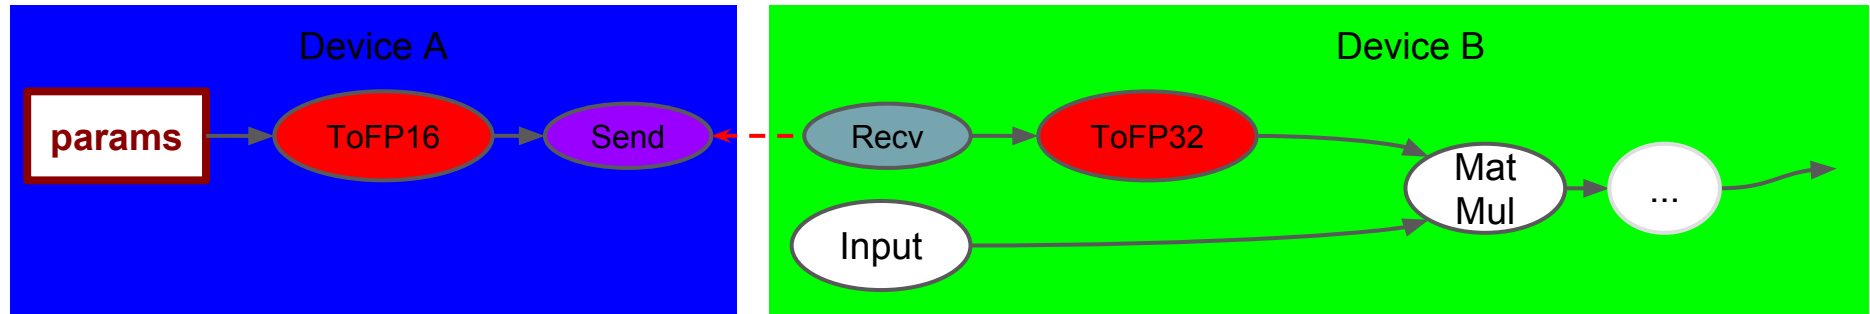 Device A
params
ToFP16
Send
Device B
Recv
ToFP32
Input
Mat
Mul
...